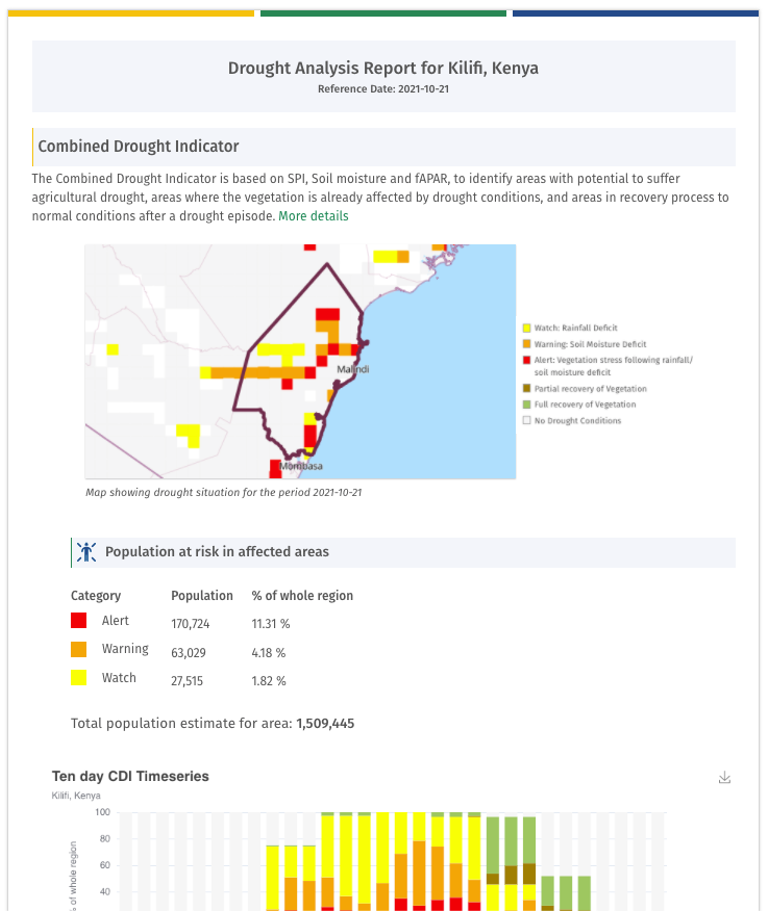 Drought Analysis Report for Kilifi, Kenya
Reference Date: 2021-10-21
Combined Drought Indicator
The Combined Drought Indicator is based on SPI, Soil moisture and fAPAR, to identify areas with potential to suffer
agricultural drought, areas where the vegetation is already affected by drought conditions, and areas in recovery process to
normal conditions after a drought episode. More details
Malindi
Mombasa
Watch: Rainfall Deficit
Warning: Soil Moisture Deficit
Alert: Vegetation stress following rainfall/
soil moisture deficit
Partial recovery of Vegetation
Full recovery of Vegetation
No Drought Conditions
Map showing drought situation for the period 2021-10-21
Population at risk in affected areas
Category Population % of whole region
Alert 170,724 11.31 %
Warning 63,029 4.18 %
Watch 27,515 1.82 %
Total population estimate for area: 1,509,445
Ten day CDI Timeseries
Kilifi, Kenya
100
80
60
40
of whole region